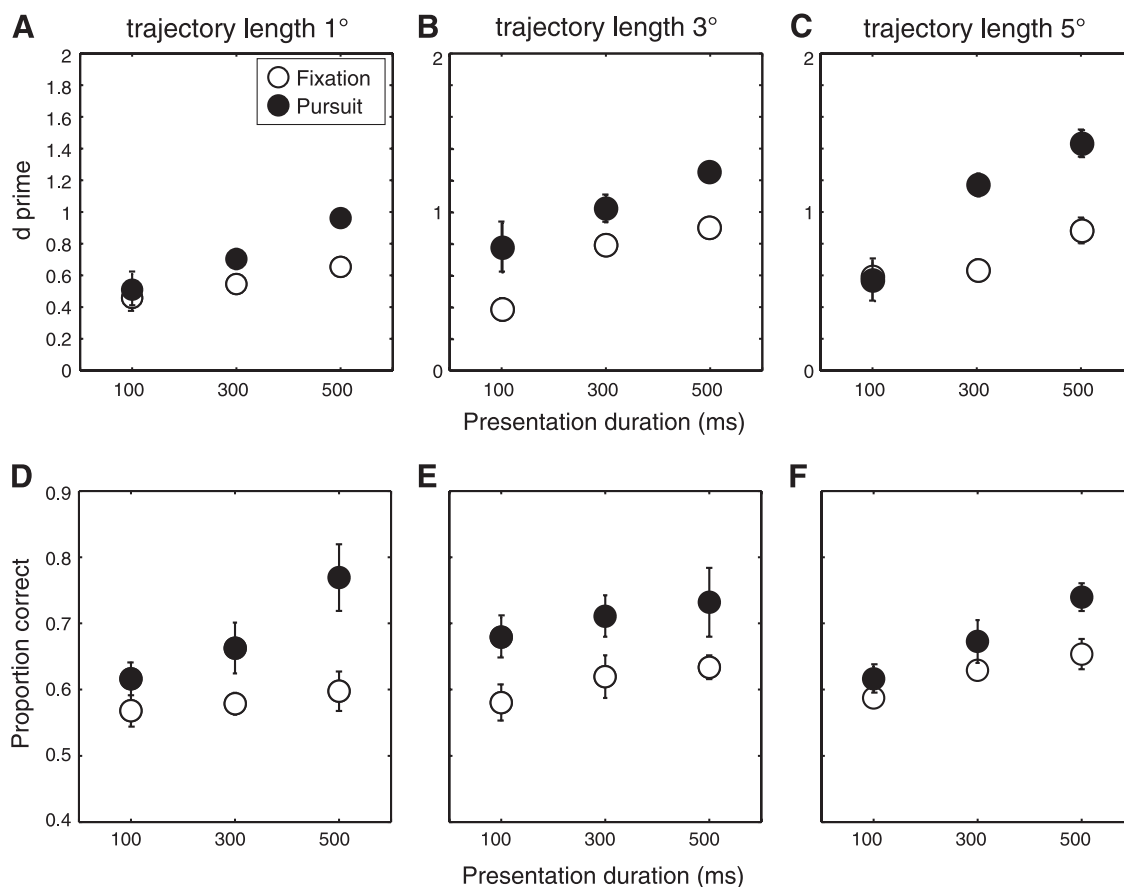 A trajectory length 1°
B trajectory length 3°
C trajectory length 5°
Fixation
Pursuit
d prime
2
1.8
1.6
1.4
1.2
1
0.8
0.6
0.4
0.2
0
100 300 500
2
1
0
100 300 500
2
1
0
100 300 500
Presentation duration (ms)
D
E
F
Proportion correct
0.9
0.8
0.7
0.6
0.5
0.4
100 300 500
100 300 500
100 300 500
Presentation duration (ms)